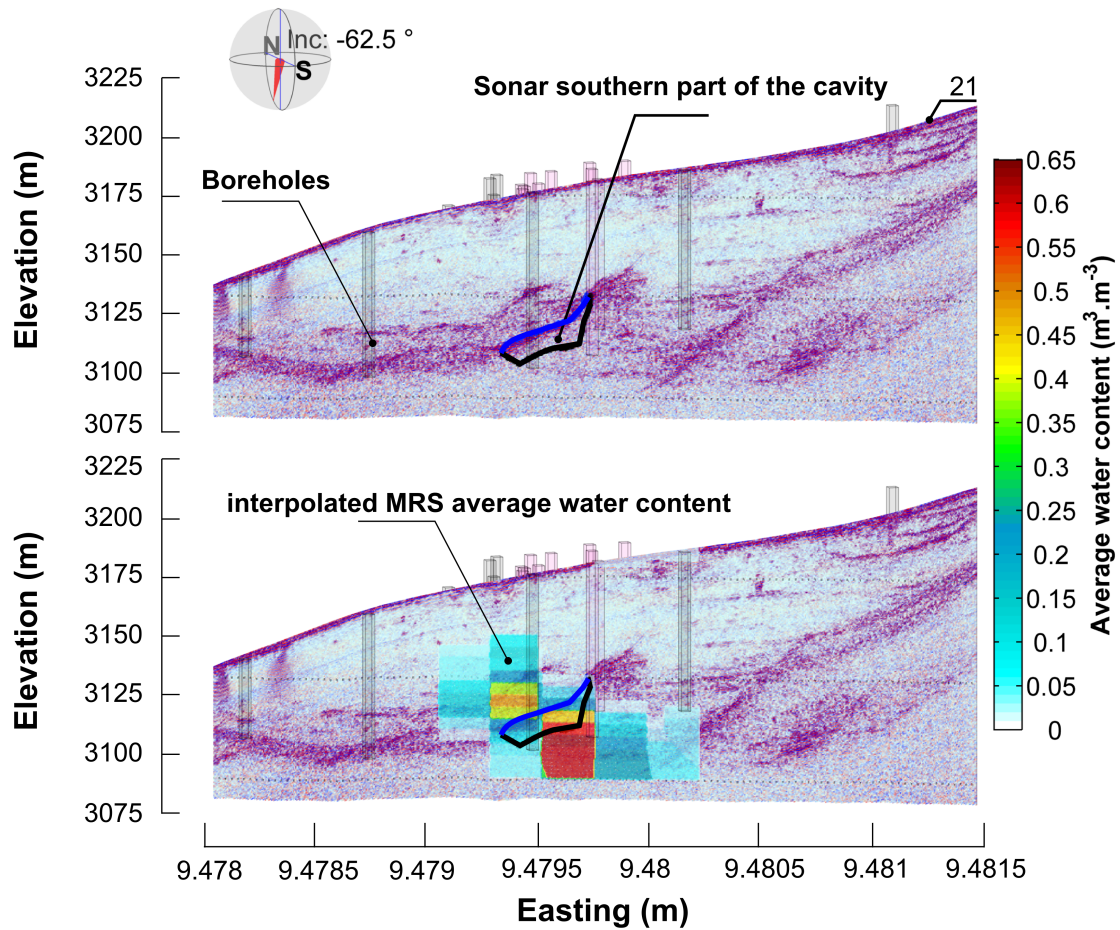 N Inc: -62.5 °
S
Sonar southern part of the cavity
21
Boreholes
Elevation (m)
3225
3200
3175
3150
3125
3100
3075
interpolated MRS average water content
Elevation (m)
3225
3200
3175
3150
3125
3100
3075
9.478 9.4785 9.479 9.4795 9.48 9.4805 9.481 9.4815
Easting (m)
0.65
0.6
0.55
0.5
0.45
0.4
0.35
0.3
0.25
0.2
0.15
0.1
0.05
0
Average water content (m³.m⁻³)